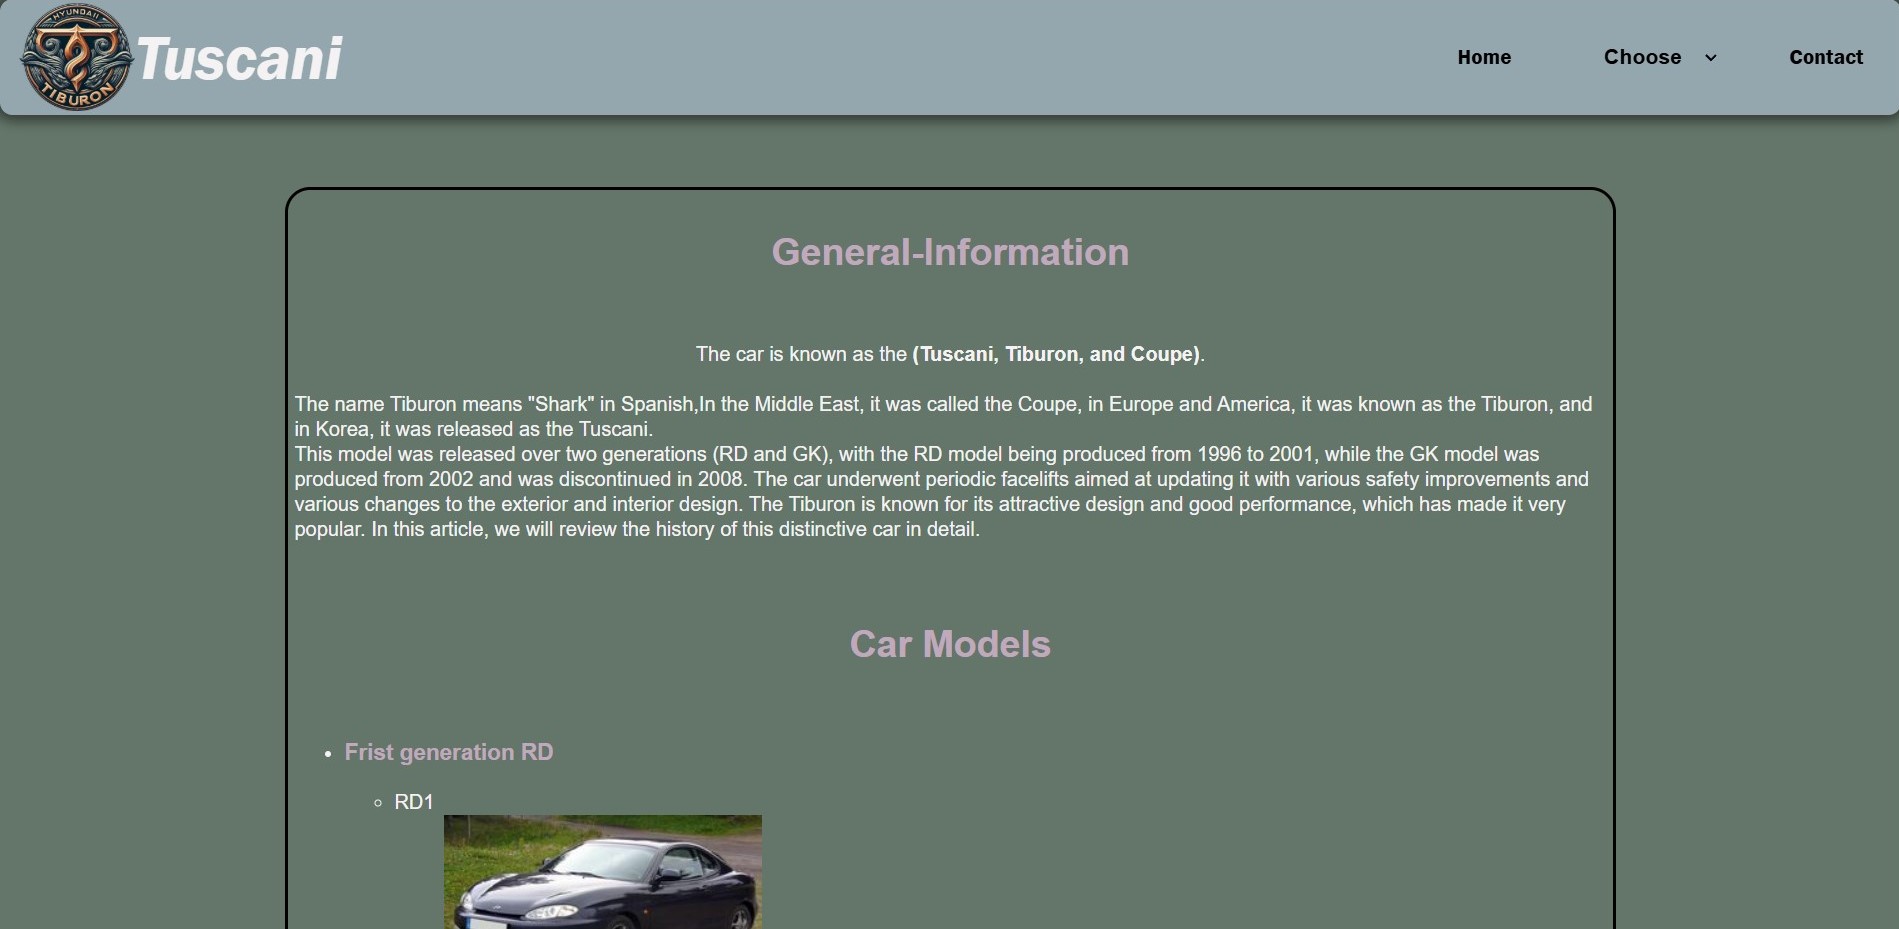 HYUNDAII
TIBURON
Tuscani
Home
Choose
Contact
General-Information
The car is known as the (Tuscani, Tiburon, and Coupe).
The name Tiburon means "Shark" in Spanish,In the Middle East, it was called the Coupe, in Europe and America, it was known as the Tiburon, and
in Korea, it was released as the Tuscani.
This model was released over two generations (RD and GK), with the RD model being produced from 1996 to 2001, while the GK model was
produced from 2002 and was discontinued in 2008. The car underwent periodic facelifts aimed at updating it with various safety improvements and
various changes to the exterior and interior design. The Tiburon is known for its attractive design and good performance, which has made it very
popular. In this article, we will review the history of this distinctive car in detail.
Car Models
Frist generation RD
RD1